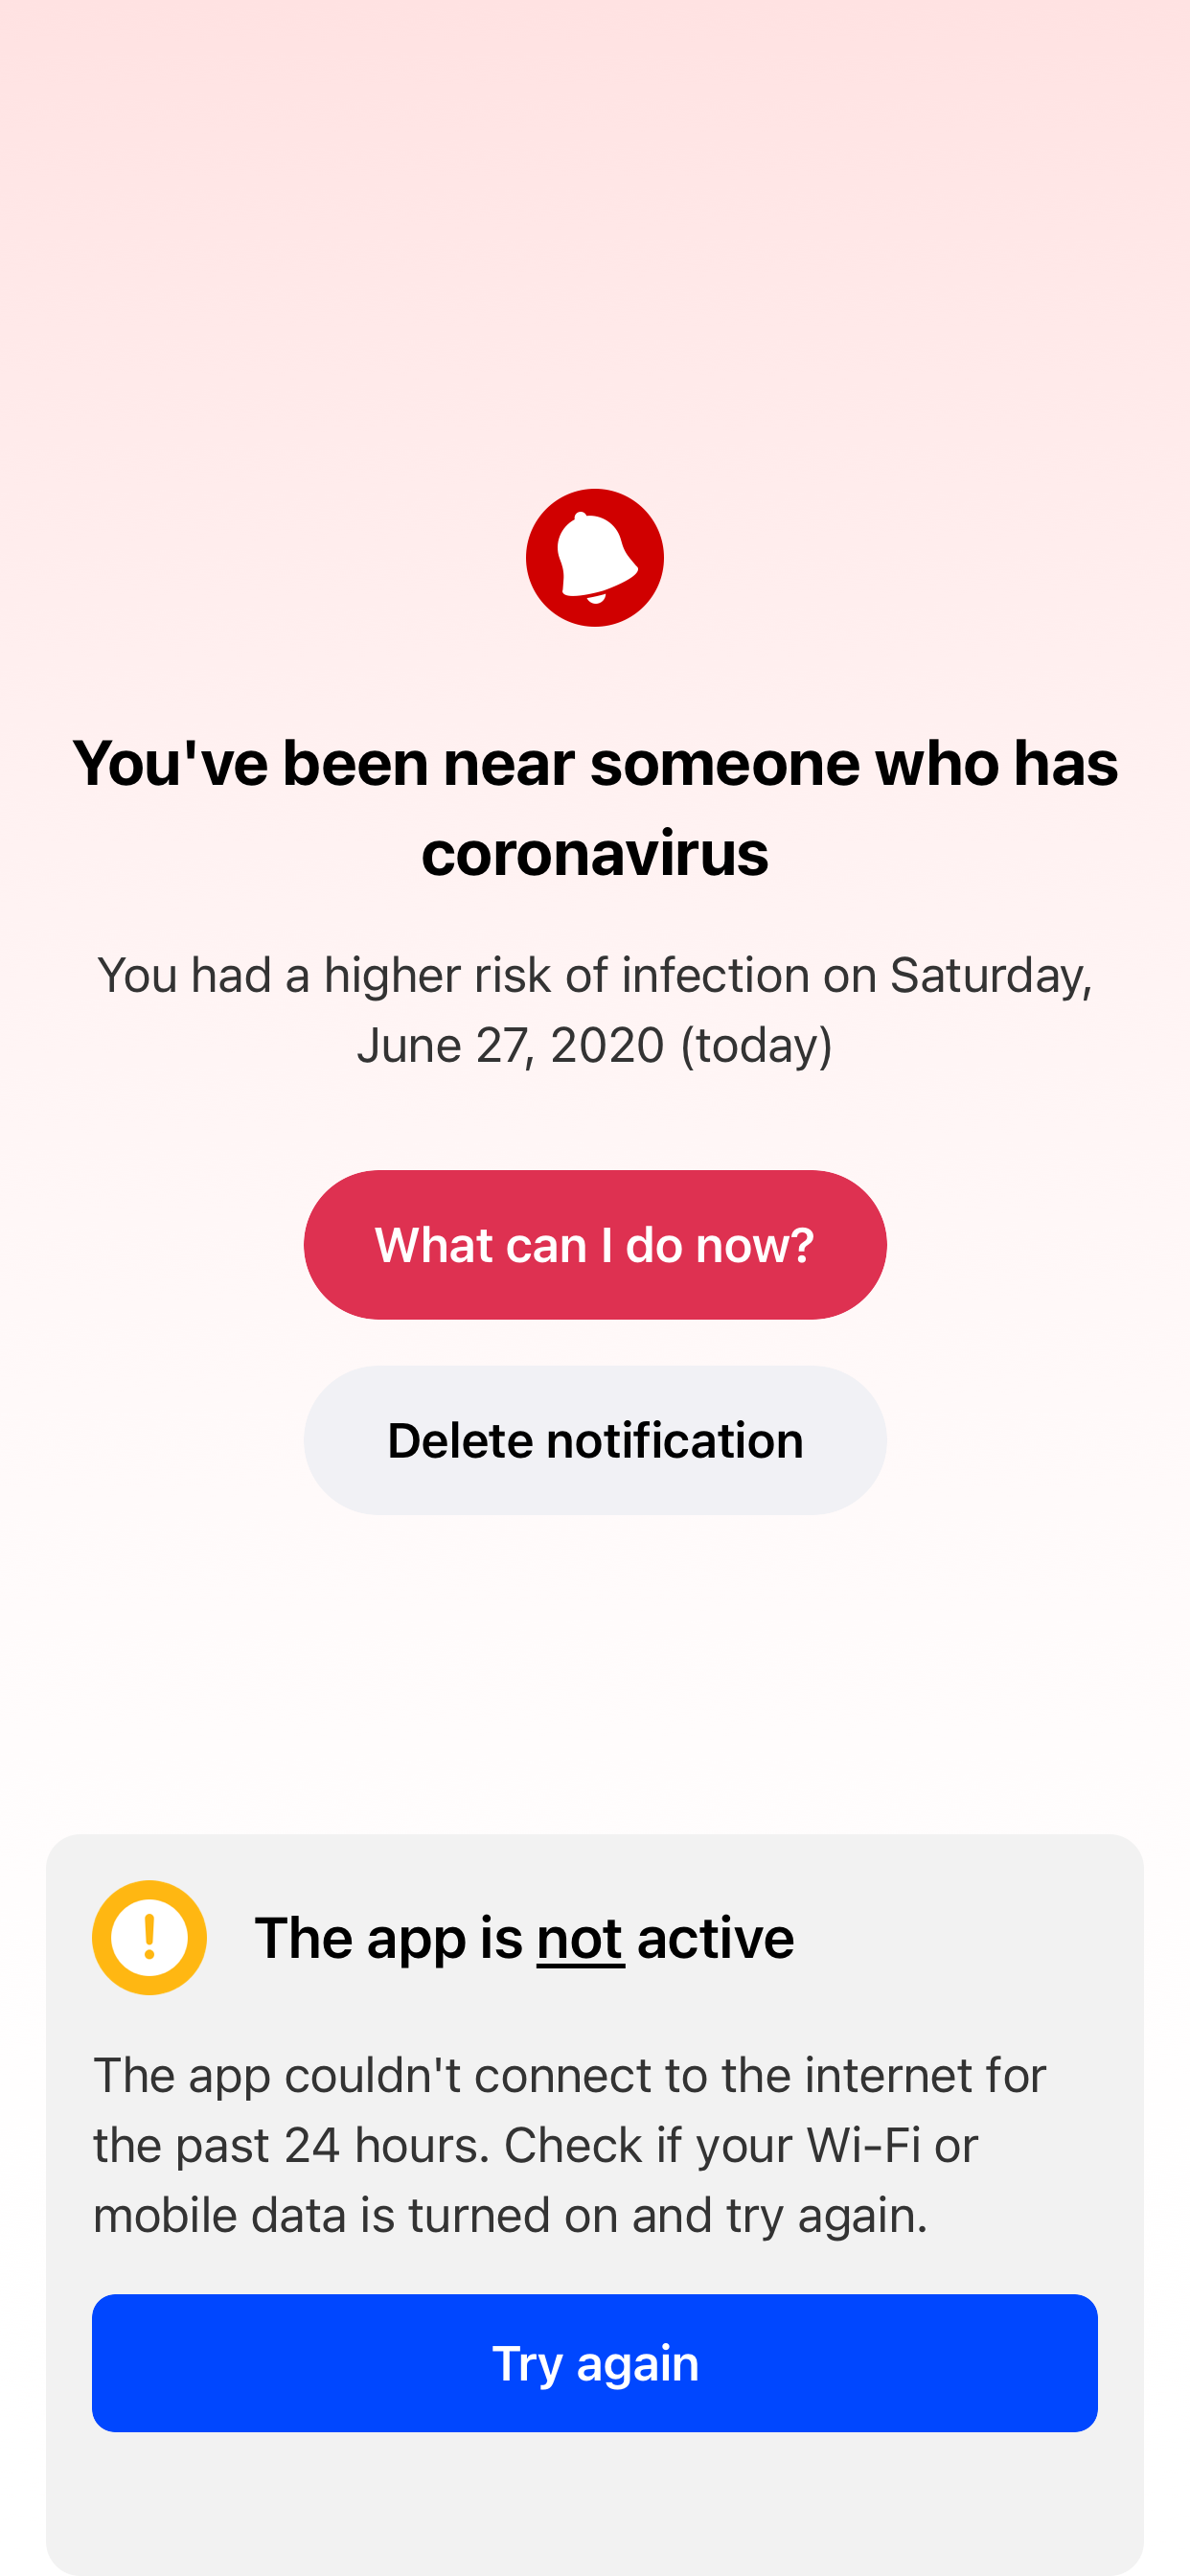 You've been near someone who has
coronavirus
You had a higher risk of infection on Saturday,
June 27, 2020 (today)
What can I do now?
Delete notification
The app is not active
The app couldn't connect to the internet for
the past 24 hours. Check if your Wi-Fi or
mobile data is turned on and try again.
Try again